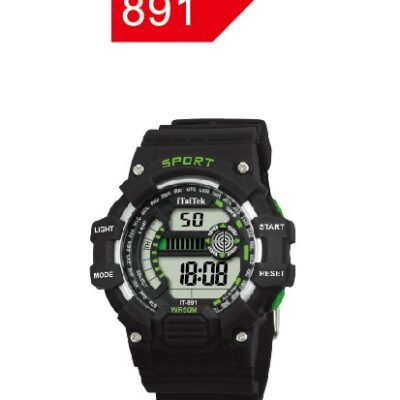 891
SPORT
iTaiTek
50
LIGHT
START
MODE
RESET
18:08
IT-891
WR50M